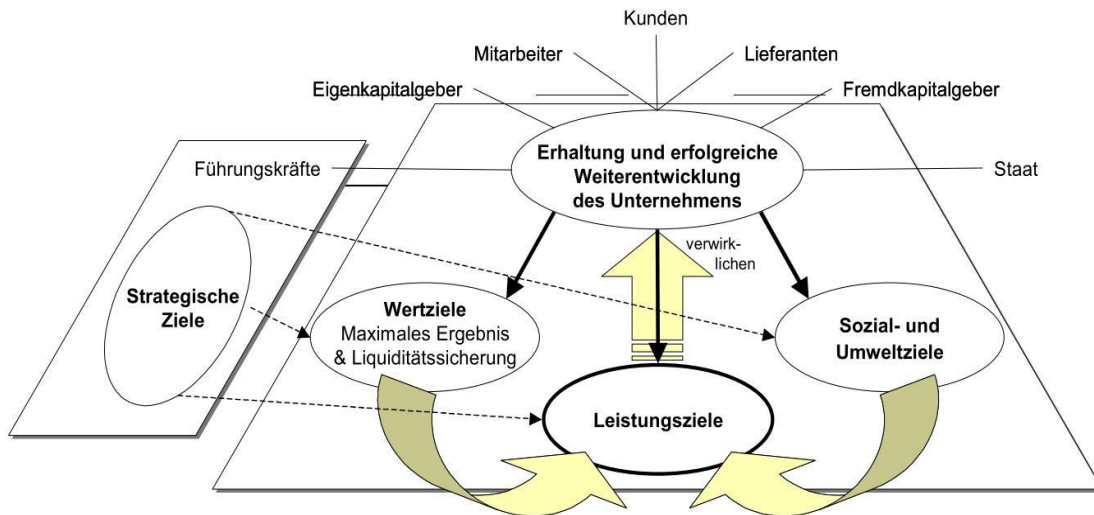 Kunden
Mitarbeiter
Lieferanten
Eigenkapitalgeber
Fremdkapitalgeber
Erhaltung und erfolgreiche
Weiterentwicklung
des Unternehmens
Führungskräfte
Staat
verwirk-
lichen
Strategische
Ziele
Wertziele
Maximales Ergebnis
& Liquiditätssicherung
Sozial- und
Umweltziele
Leistungsziele